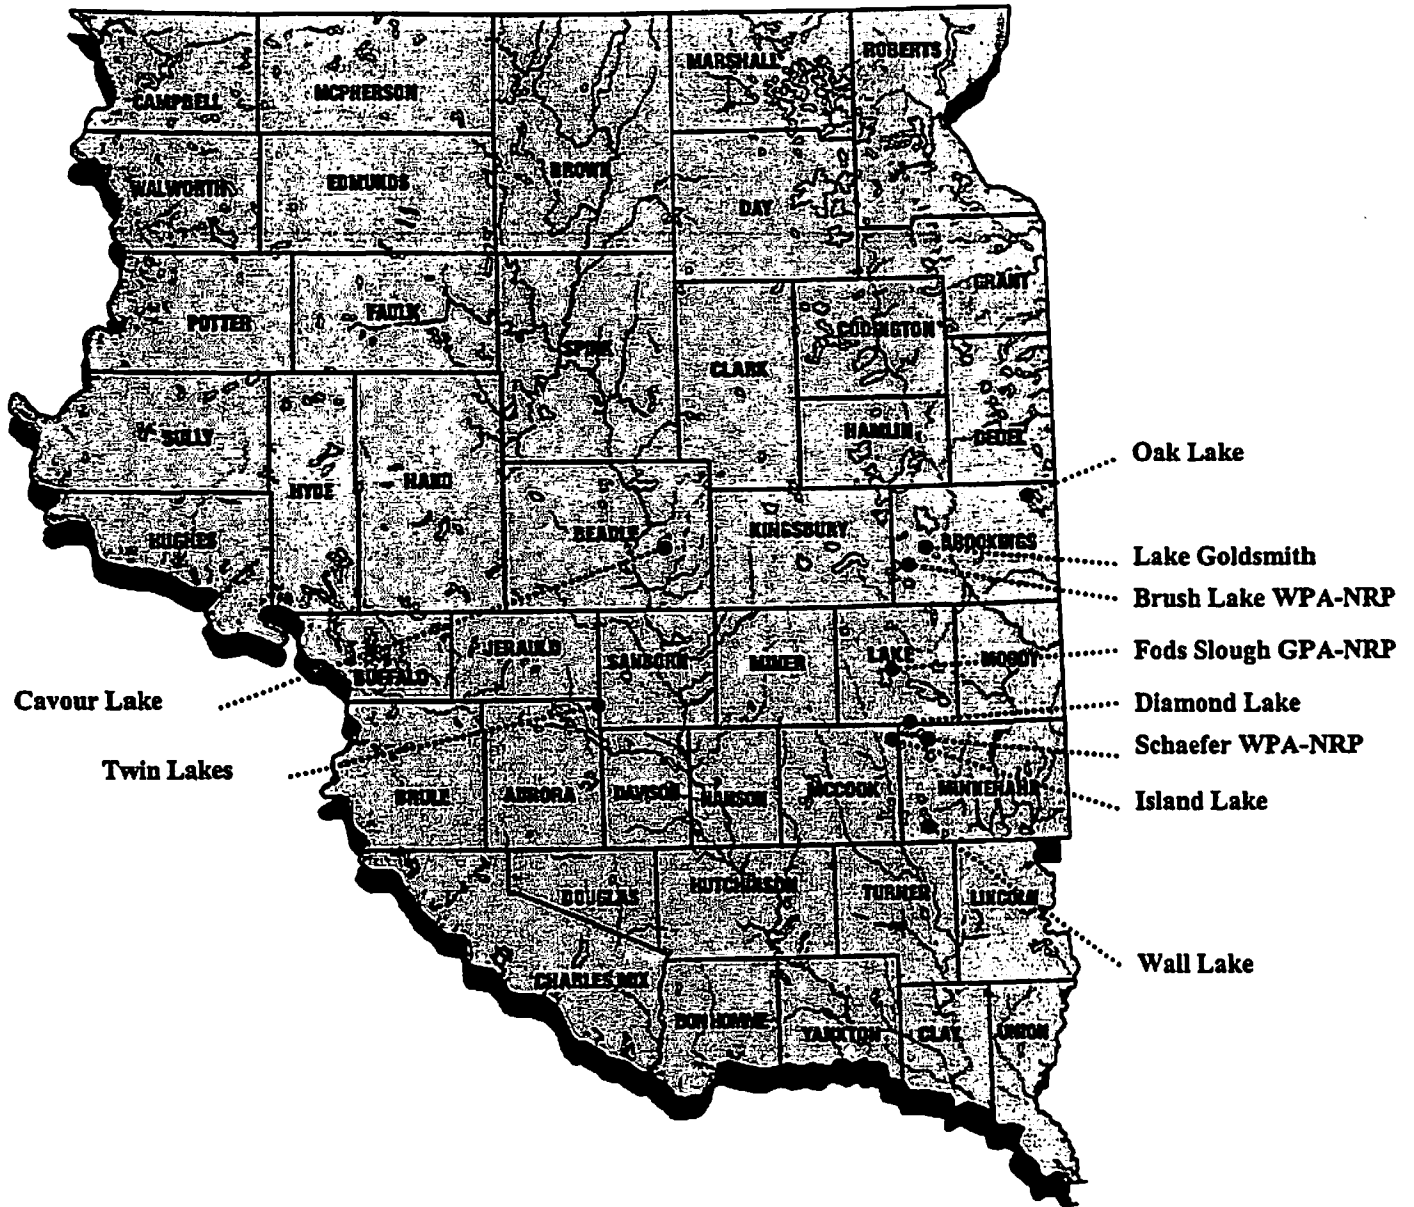 ROBERTS
MARSHALL
CAMPBELL
MCPHERSON
BROWN
WALWORTH
EDMUNDS
DAY
GRANT
POTTER
FAULK
SPINK
CODINGTON
CLARK
SULLY
HAMLIN
DEUEL
Oak Lake
HYDE
HAND
HUGHES
BEADLE
KINGSBURY
BROOKINGS
Lake Goldsmith
Brush Lake WPA-NRP
JERAULD
SANBORN
MINER
LAKE
MOODY
Fods Slough GPA-NRP
BUFFALO
Cavour Lake
Diamond Lake
Schaefer WPA-NRP
Twin Lakes
BRULE
AURORA
DAVISON
HANSON
MCCOOK
MINNEHAHA
Island Lake
DOUGLAS
HUTCHINSON
TURNER
LINCOLN
Wall Lake
CHARLES MIX
BON HOMME
YANKTON
CLAY
UNION